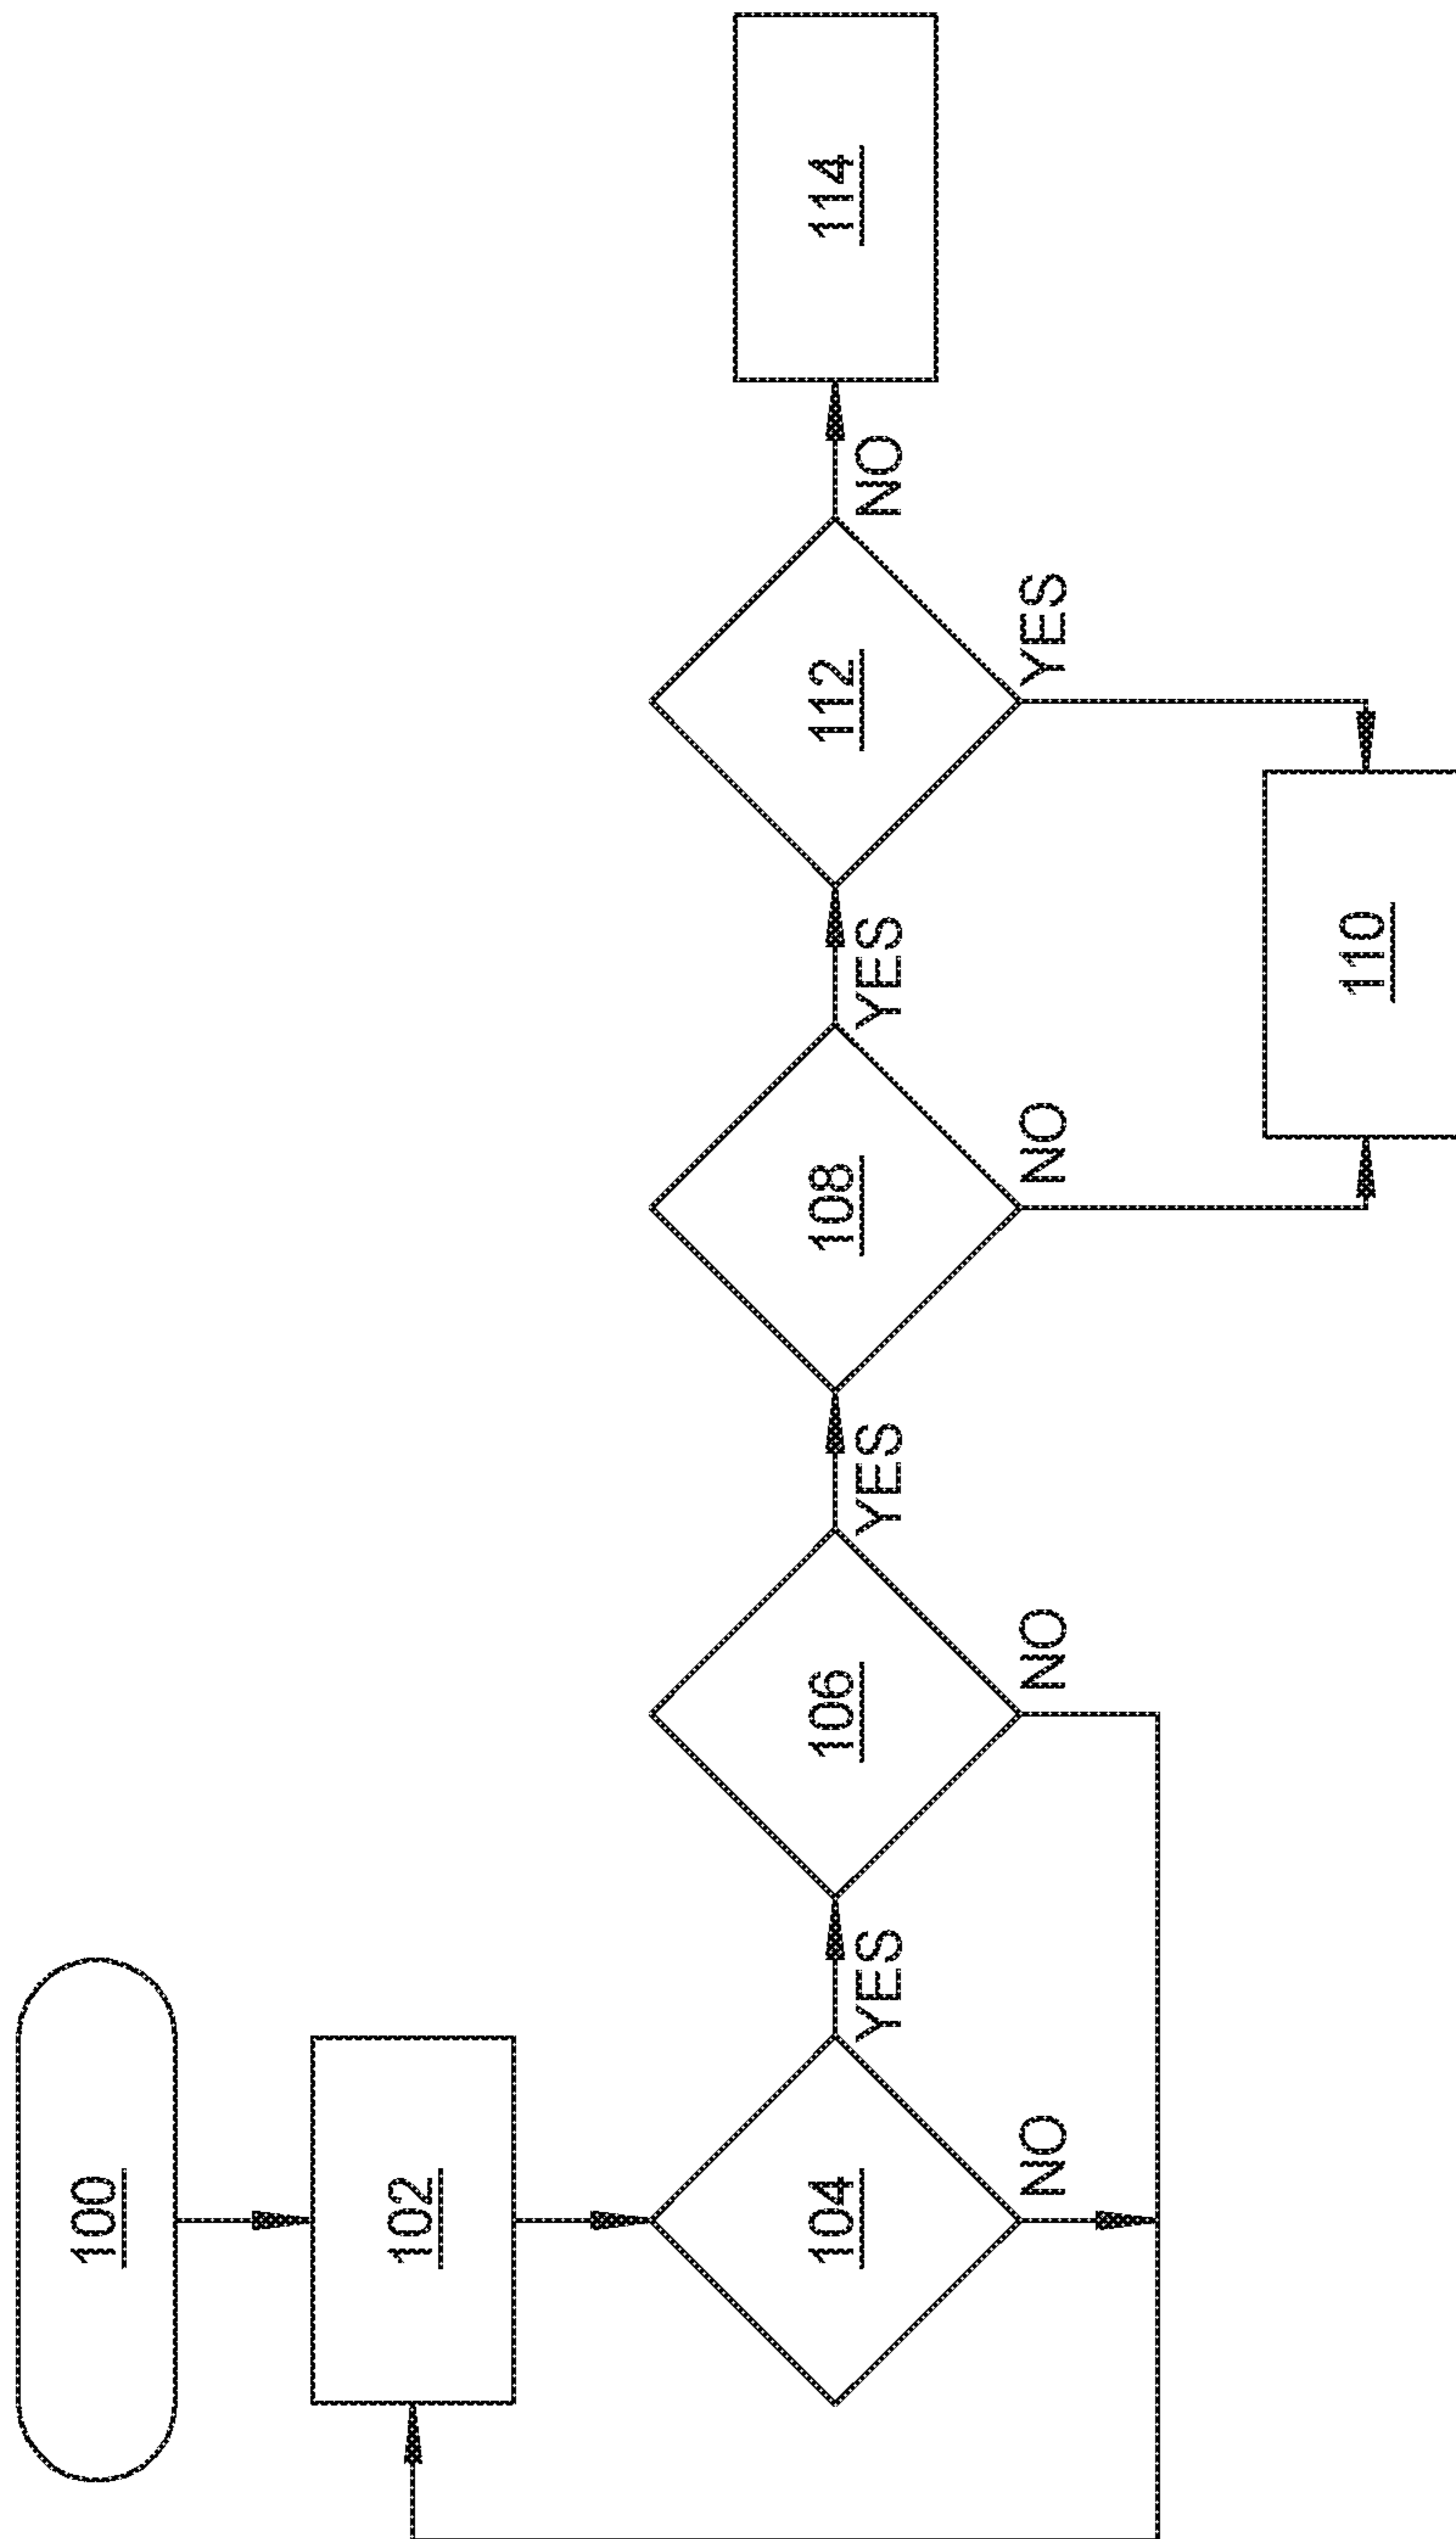 100
102
104
YES
NO
106
YES
NO
108
YES
NO
112
NO
YES
114
110